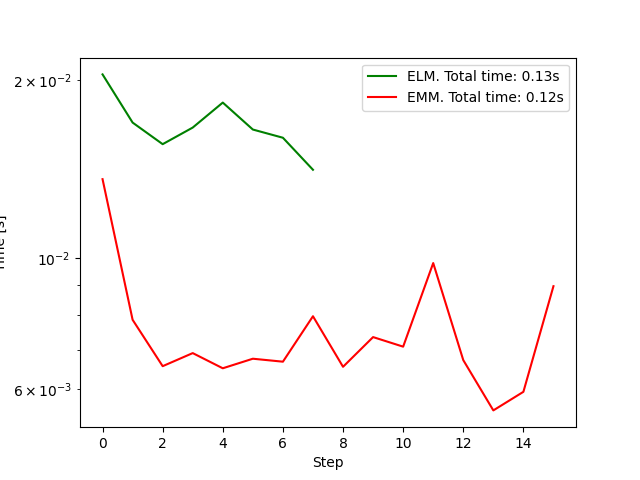 ELM. Total time: 0.13s
EMM. Total time: 0.12s
2 × 10⁻²
10⁻²
6 × 10⁻³
0 2 4 6 8 10 12 14
Step